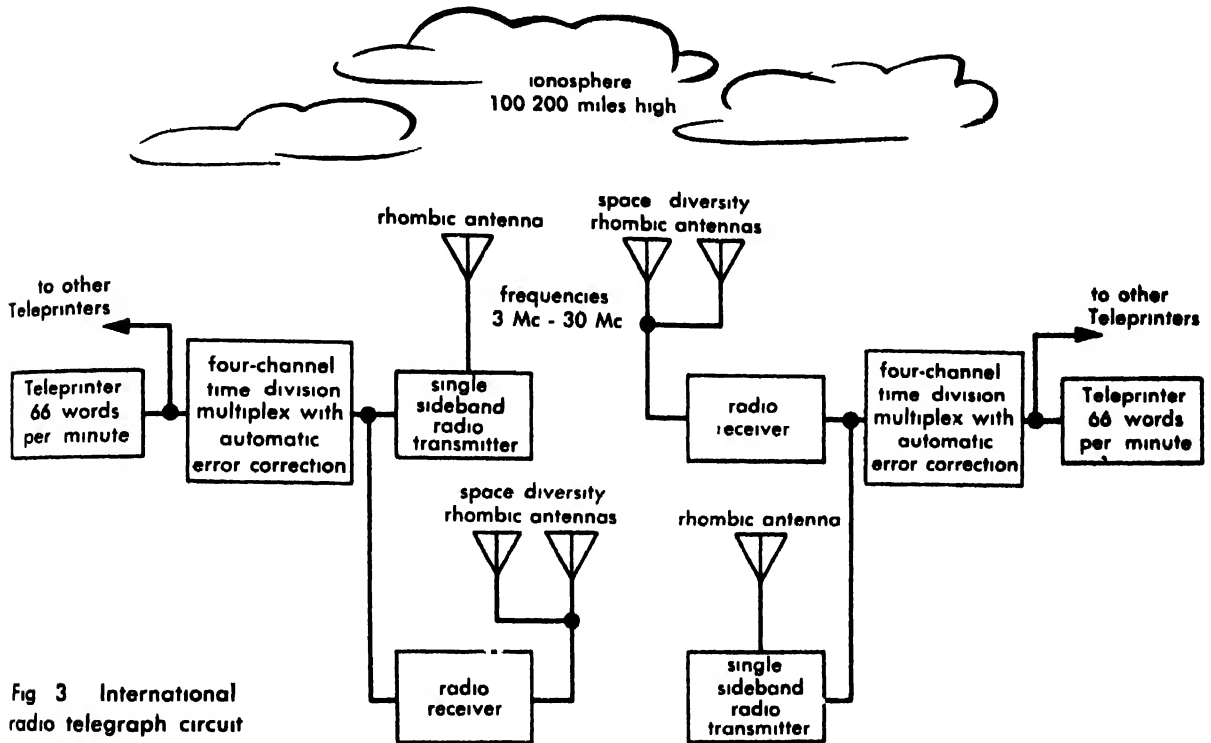 ionosphere
100 200 miles high
rhombic antenna
space diversity
rhombic antennas
to other
Teleprinters
frequencies
3 Mc - 30 Mc
to other
Teleprinters
Teleprinter
66 words
per minute
four-channel
time division
multiplex with
automatic
error correction
single
sideband
radio
transmitter
radio
receiver
four-channel
time division
multiplex with
automatic
error correction
Teleprinter
66 words
per minute
space diversity
rhombic antennas
rhombic antenna
radio
receiver
single
sideband
radio
transmitter
Fig 3 International
radio telegraph circuit